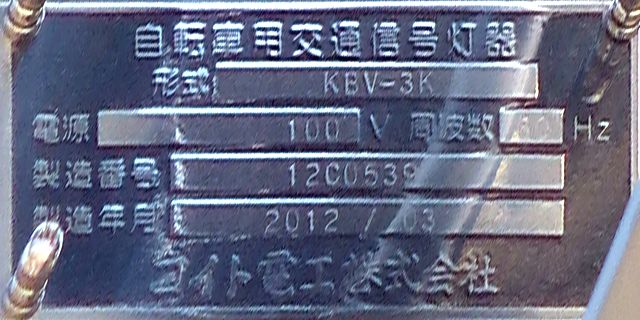 自転車用交通信号灯器
形式 KBV-3K
電源 100 V 周波数 60 Hz
製造番号 12C0539
製造年月 2012 / 03
コイト電工株式会社